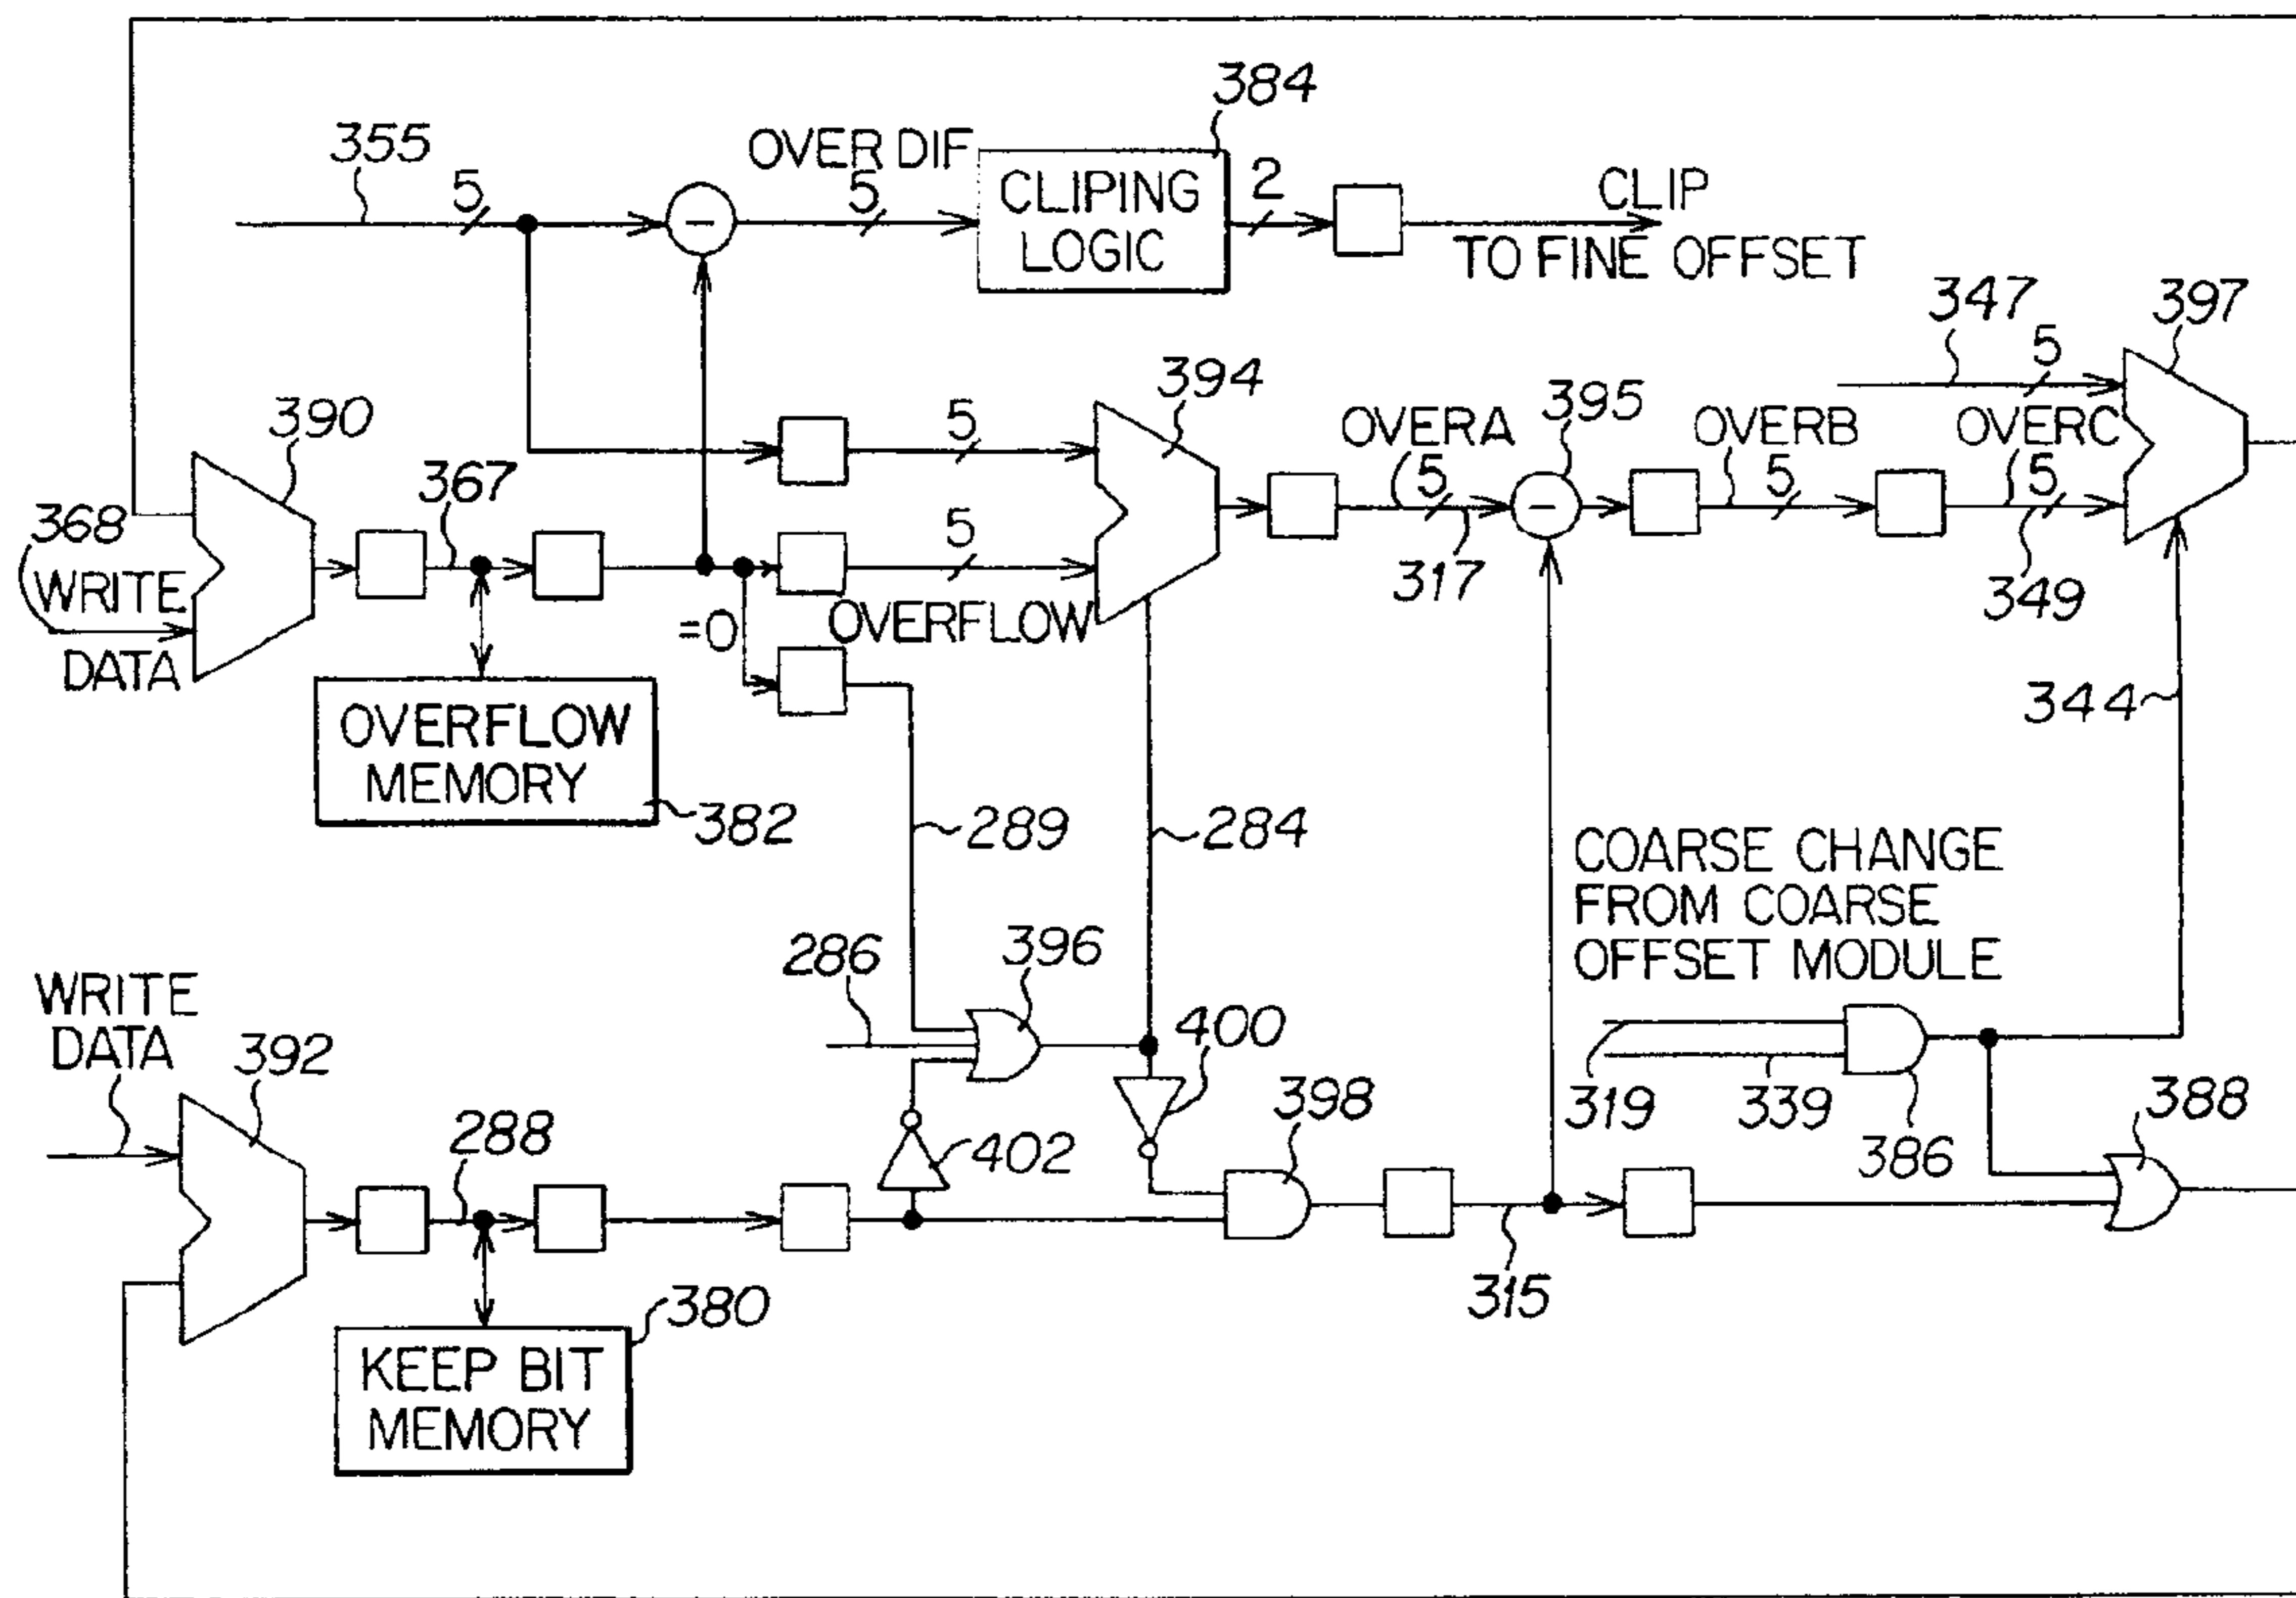 384
355
5
OVER DIF
5
CLIPING
LOGIC
2
CLIP
TO FINE OFFSET
347
5
397
390
367
368
WRITE
DATA
OVERFLOW
MEMORY
382
=0
5
5
OVERFLOW
394
OVERA
5
317
395
OVERB
5
OVERC
5
349
344
289
284
COARSE CHANGE
FROM COARSE
OFFSET MODULE
286
396
400
319
339
386
388
WRITE
DATA
392
288
402
398
315
KEEP BIT
MEMORY
380